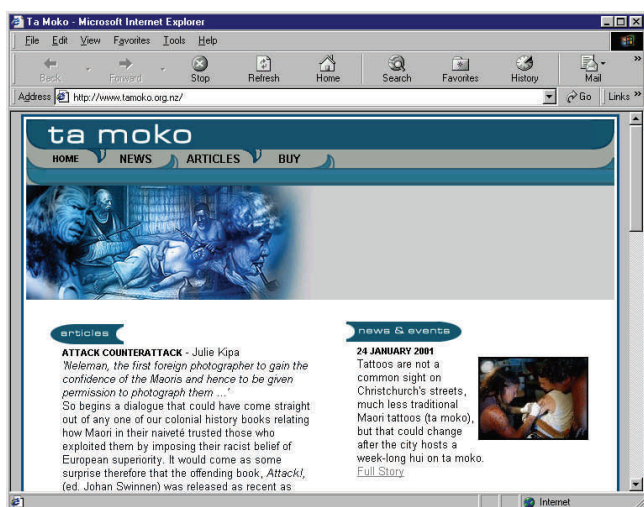 Ta Moko - Microsoft Internet Explorer
File Edit View Favorites Tools Help
Back Forward Stop Refresh Home Search Favorites History Mail »
Address http://www.tamoko.org.nz/ Go Links »
ta moko
HOME NEWS ARTICLES BUY
articles
ATTACK COUNTERATTACK - Julie Kipa
'Neleman, the first foreign photographer to gain the
confidence of the Maoris and hence to be given
permission to photograph them ...'
So begins a dialogue that could have come straight
out of any one of our colonial history books relating
how Maori in their naiveté trusted those who
exploited them by imposing their racist belief of
European superiority. It would come as some
surprise therefore that the offending book, Attack!,
(ed. Johan Swinnen) was released as recent as
news & events
24 JANUARY 2001
Tattoos are not a
common sight on
Christchurch's streets,
much less traditional
Maori tattoos (ta moko),
but that could change
after the city hosts a
week-long hui on ta moko.
Full Story
Internet